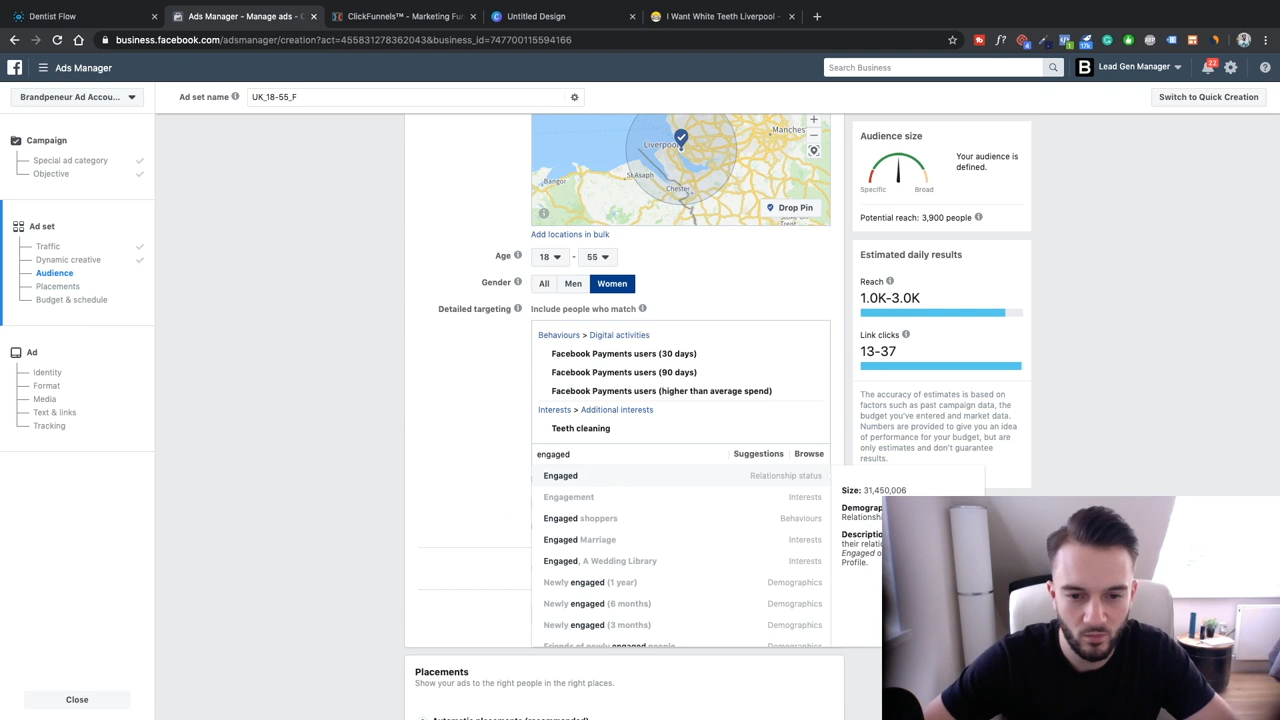 Dentist Flow
Ads Manager - Manage ads - C
ClickFunnels™ - Marketing Fun
Untitled Design
I Want White Teeth Liverpool -
business.facebook.com/adsmanager/creation?act=455831278362043&business_id=747700115594166
17k
Ads Manager
Search Business
B
Lead Gen Manager
22
Brandpeneur Ad Accou...
Ad set name
UK_18-55_F
Switch to Quick Creation
Campaign
Special ad category
Objective
Ad set
Traffic
Dynamic creative
Audience
Placements
Budget & schedule
Ad
Identity
Format
Media
Text & links
Tracking
Close
Liverpool
Manches
Bangor
StAsaph
Chester
Drop Pin
Add locations in bulk
Age
18 - 55
Gender
All Men Women
Detailed targeting
Include people who match
Behaviours > Digital activities
Facebook Payments users (30 days)
Facebook Payments users (90 days)
Facebook Payments users (higher than average spend)
Interests > Additional interests
Teeth cleaning
engaged
Suggestions
Browse
Engaged Relationship status
Engagement Interests
Engaged shoppers Behaviours
Engaged Marriage Interests
Engaged, A Wedding Library Interests
Newly engaged (1 year) Demographics
Newly engaged (6 months) Demographics
Newly engaged (3 months) Demographics
Friends of newly engaged people Demographics
Placements
Show your ads to the right people in the right places.
Automatic placements (recommended)
Audience size
Specific
Broad
Your audience is
defined.
Potential reach: 3,900 people
Estimated daily results
Reach
1.0K-3.0K
Link clicks
13-37
The accuracy of estimates is based on
factors such as past campaign data, the
budget you've entered and market data.
Numbers are provided to give you an idea
of performance for your budget, but are
only estimates and don't guarantee
results.
Size: 31,450,006
Demograp
Relationshi
Descriptio
their relati
Engaged o
Profile.